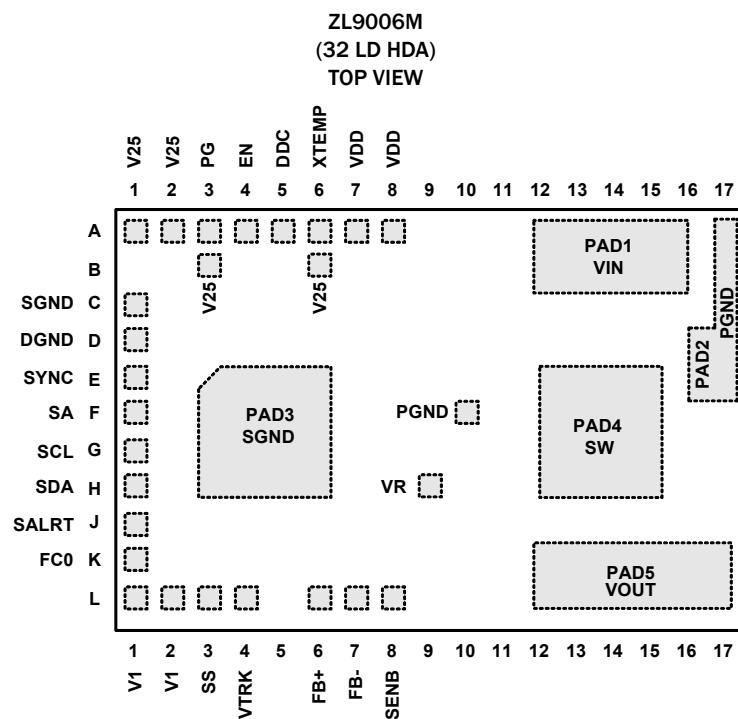 ZL9006M
(32 LD HDA)
TOP VIEW
V25 V25 PG EN DDC XTEMP VDD VDD
1 2 3 4 5 6 7 8 9 10 11 12 13 14 15 16 17
A
B
V25 V25
PAD1
VIN
PAD2
PGND
SGND C
DGND D
SYNC E
SA F
SCL G
SDA H
SALRT J
FC0 K
L
PAD3
SGND
PGND
VR
PAD4
SW
PAD5
VOUT
1 2 3 4 5 6 7 8 9 10 11 12 13 14 15 16 17
V1 V1 SS VTRK FB+ FB- SENB